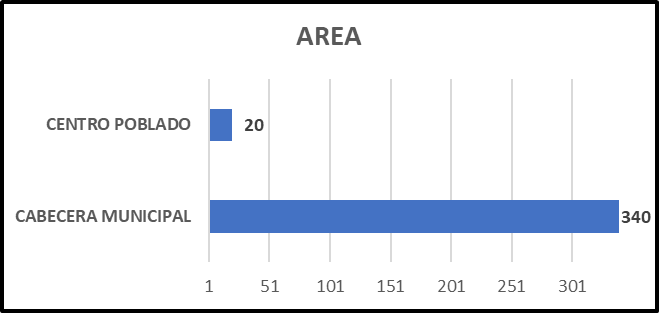 AREA
CENTRO POBLADO 20
CABECERA MUNICIPAL 340
1 51 101 151 201 251 301